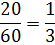 20/60 = 1/3